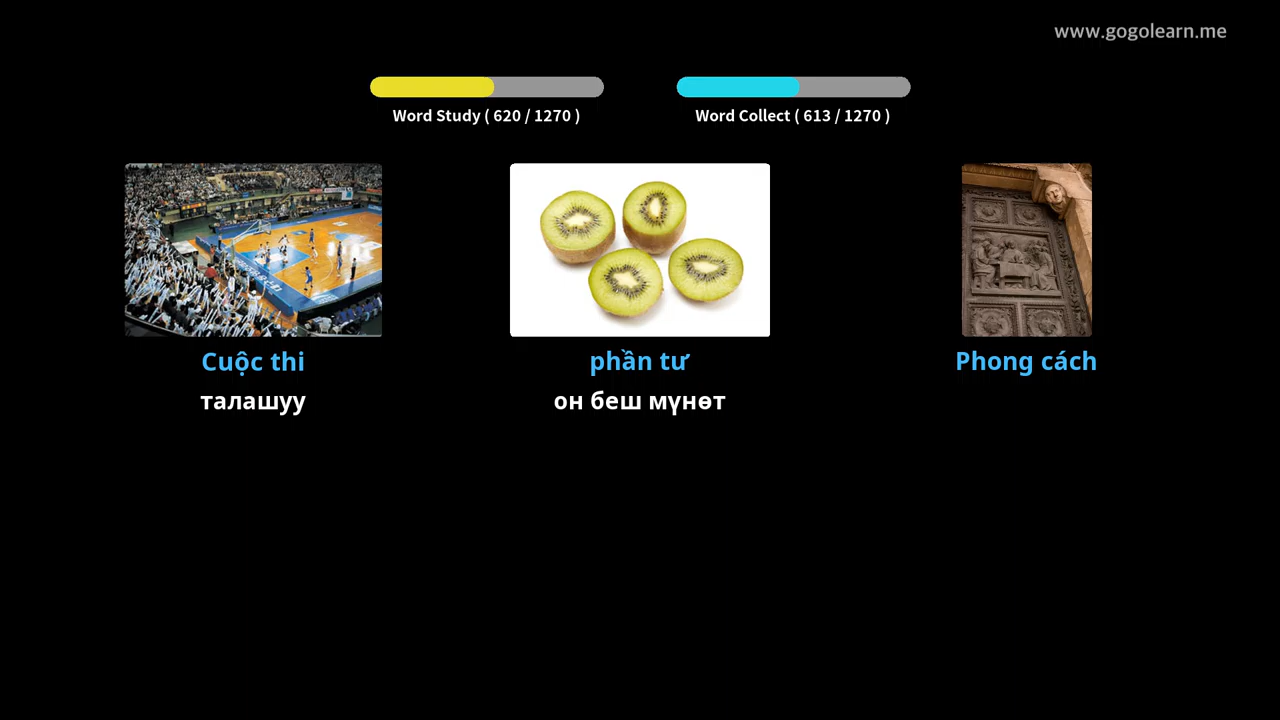 www.gogolearn.me
Word Study ( 620 / 1270 )
Word Collect ( 613 / 1270 )
Cuộc thi
phần tư
Phong cách
талашуу
он беш мүнөт